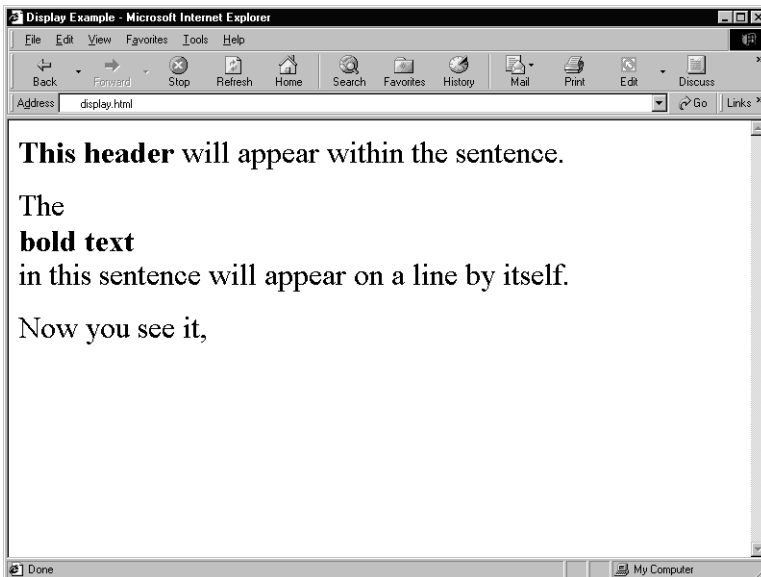 Display Example - Microsoft Internet Explorer
File Edit View Favorites Tools Help
Back Forward Stop Refresh Home Search Favorites History Mail Print Edit Discuss »
Address display.html Go Links »
This header will appear within the sentence.
The
bold text
in this sentence will appear on a line by itself.
Now you see it,
Done My Computer